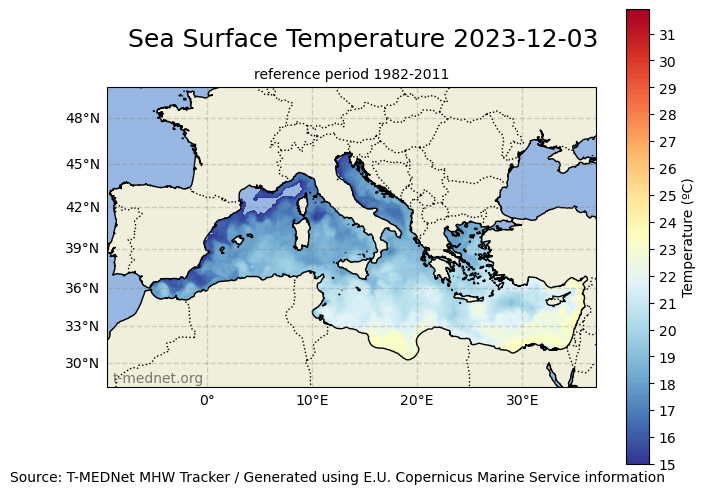 Sea Surface Temperature 2023-12-03
reference period 1982-2011
48°N
45°N
42°N
39°N
36°N
33°N
30°N
t-mednet.org
0°
10°E
20°E
30°E
31
30
29
28
27
26
25
24
23
22
21
20
19
18
17
16
15
Temperature (ºC)
Source: T-MEDNet MHW Tracker / Generated using E.U. Copernicus Marine Service information